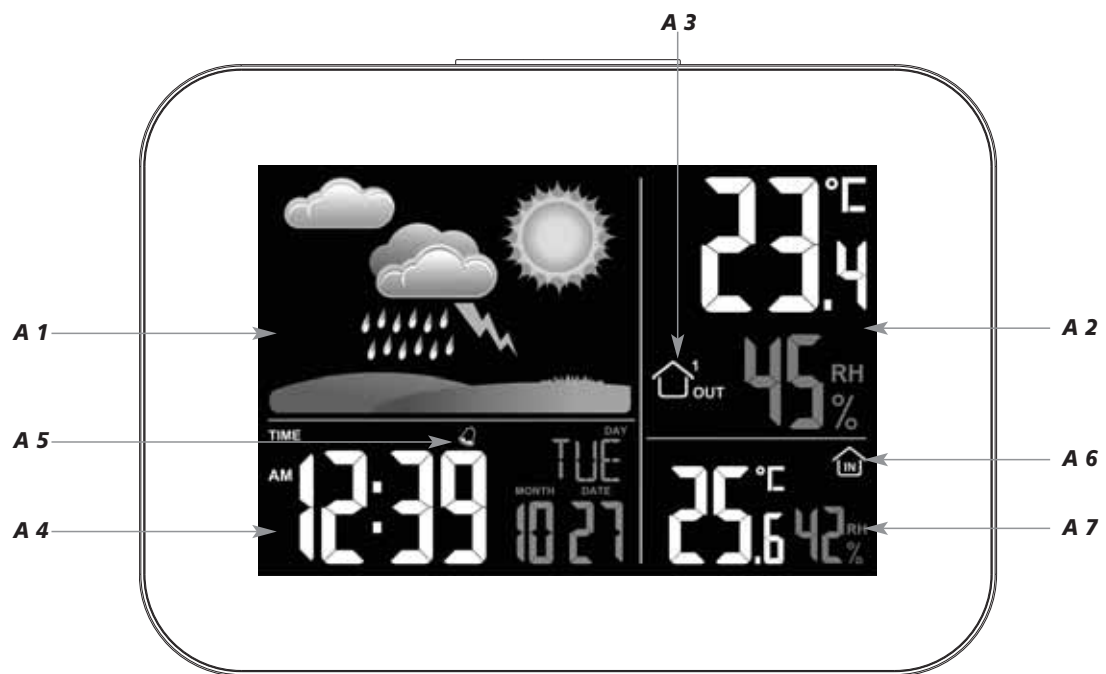 A 3
23.4 °C
A 1
A 2
1
OUT
45 RH %
TIME
DAY
A 5
TUE
IN
A 6
AM 12:39
MONTH DATE
10 27
25.6 °C
42 RH %
A 4
A 7